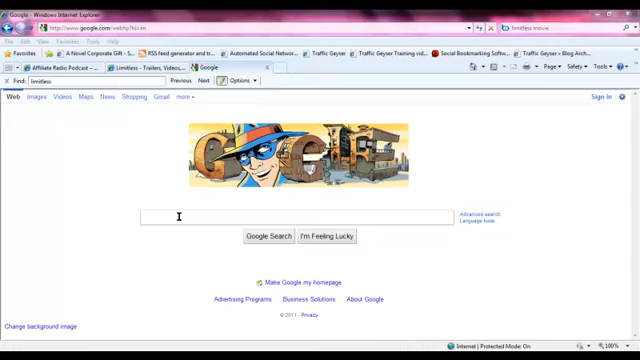 Google - Windows Internet Explorer
http://www.google.com/webhp?hl=en
limitless movie
File Edit View Favorites Tools Help
Favorites RSS feed generator and tr... Automated Social Network... Traffic Geyser Traffic Geyser Training vid... Social Bookmarking Softw... Traffic Geyser > Blog Arch...
Affiliate Radio Podcast –... Limitless - Trailers, Videos,... Google
Page Safety Tools
Find: limitless Previous Next Options
Web Images Videos Maps News Shopping Gmail more Sign in
GOOGLE
Advanced search
Language tools
Google Search I'm Feeling Lucky
Make Google my homepage
Advertising Programs Business Solutions About Google
© 2011 - Privacy
Change background image
Internet | Protected Mode: On 100%